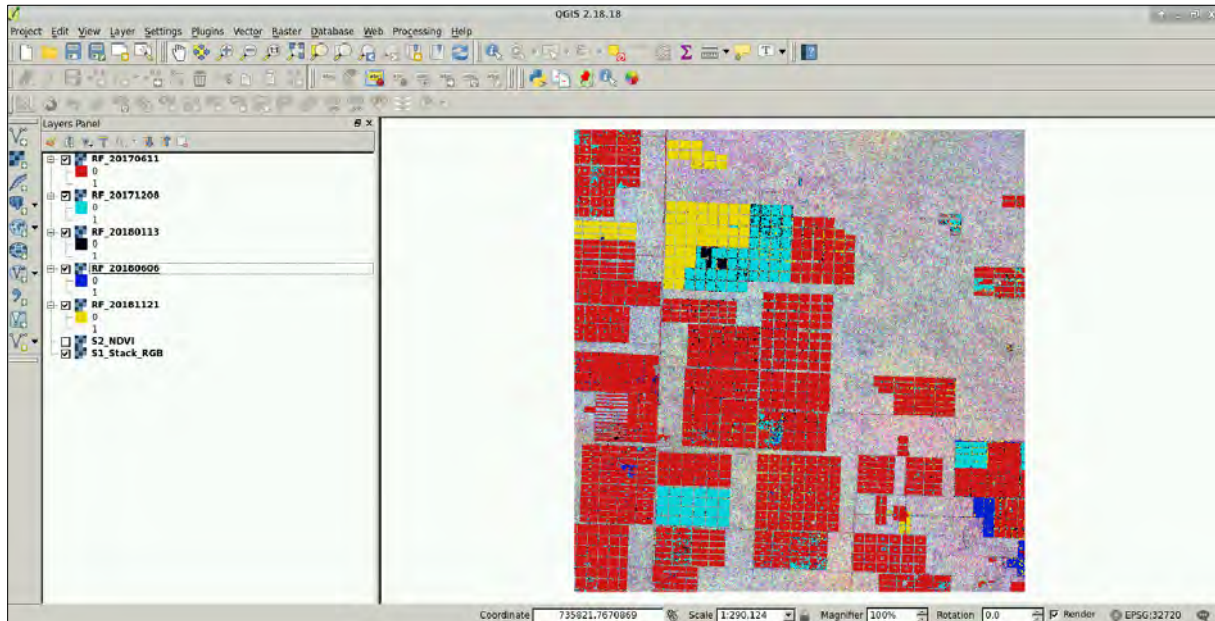 QGIS 2.18.18
Project Edit View Layer Settings Plugins Vector Raster Database Web Processing Help
Layers Panel
RF_20170611
0
1
RF_20171208
0
1
RF_20180113
0
1
RF_20180606
0
1
RF_20181121
0
1
S2_NDVI
S1_Stack_RGB
Coordinate 735821.7670869 Scale 1:290,124 Magnifier 100% Rotation 0.0 Render EPSG:32720